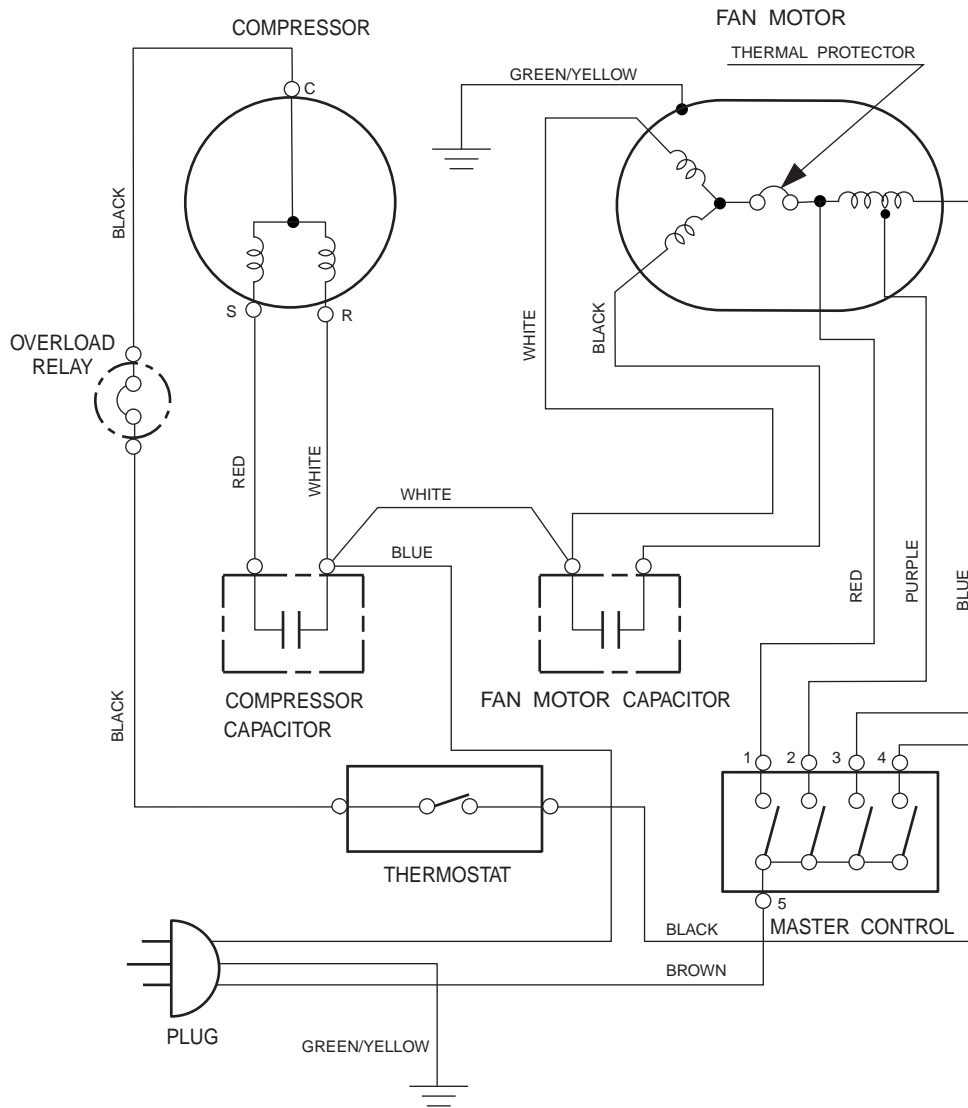 FAN MOTOR
COMPRESSOR
THERMAL PROTECTOR
GREEN/YELLOW
C
BLACK
S
R
WHITE
BLACK
OVERLOAD
RELAY
RED
WHITE
WHITE
BLUE
RED
PURPLE
BLUE
COMPRESSOR
CAPACITOR
FAN MOTOR CAPACITOR
BLACK
1
2
3
4
THERMOSTAT
5
MASTER CONTROL
BLACK
BROWN
PLUG
GREEN/YELLOW